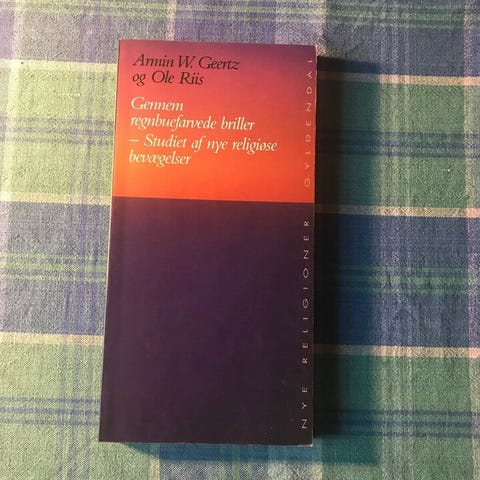 Armin W. Geertz
og Ole Riis
Gennem
regnbuefarvede briller
– Studiet af nye religiøse
bevægelser
NYE RELIGIONER GYLDENDAL